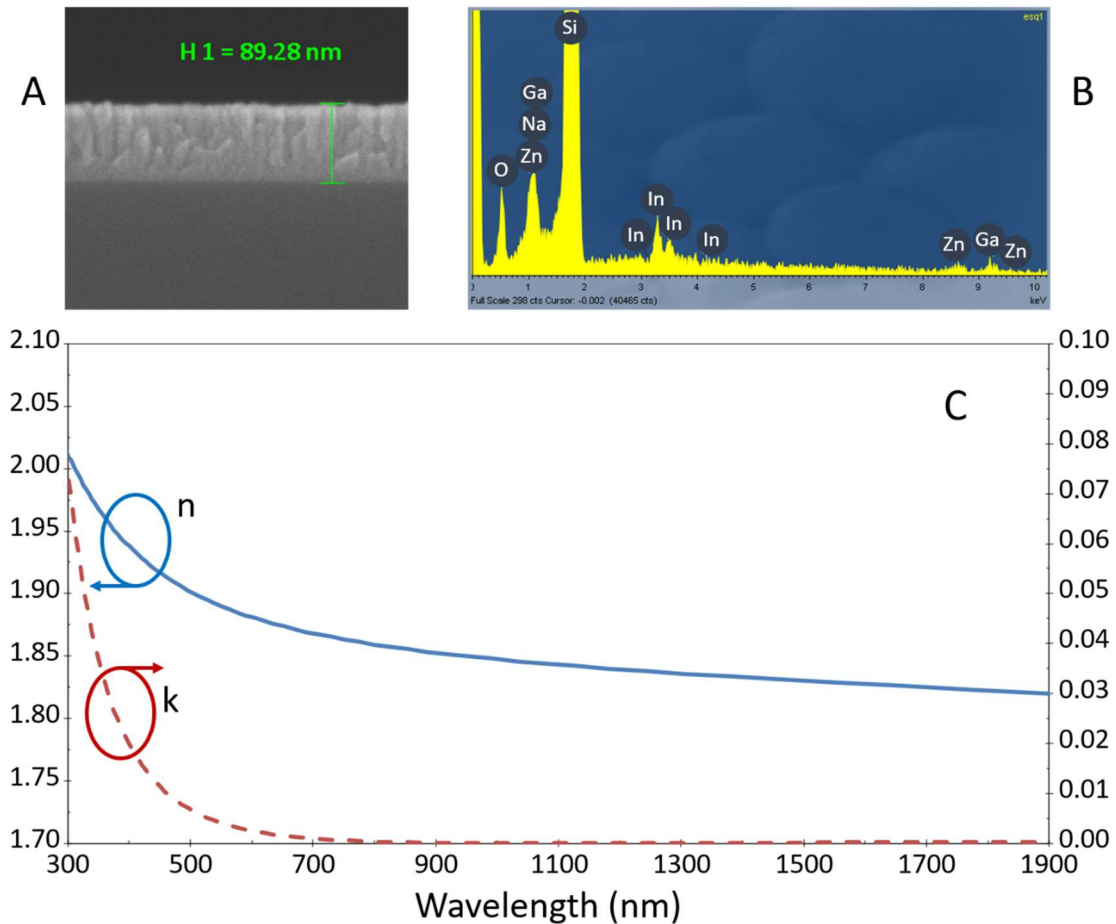 A
H 1 = 89.28 nm
B
esq1
Si
Ga
Na
Zn
O
In
In
In
In
Zn
Ga
Zn
0 1 2 3 4 5 6 7 8 9 10
Full Scale 298 cts Cursor: -0.002 (40465 cts)
keV
C
2.10
2.05
2.00
1.95
1.90
1.85
1.80
1.75
1.70
n
k
0.10
0.09
0.08
0.07
0.06
0.05
0.04
0.03
0.02
0.01
0.00
300 500 700 900 1100 1300 1500 1700 1900
Wavelength (nm)